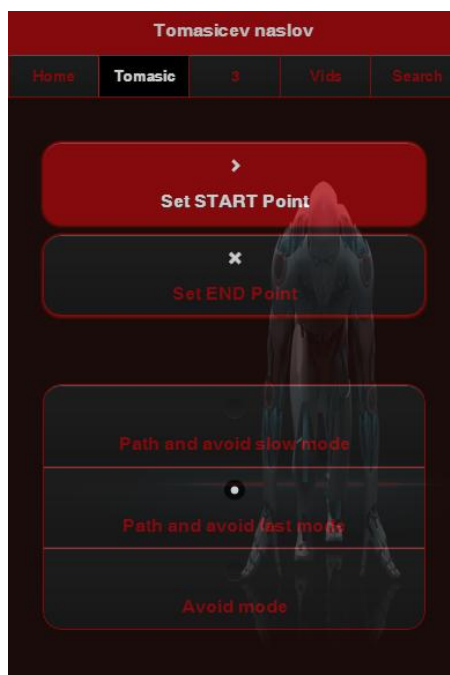 Tomasicev naslov
Home Tomasic 3 Vids Search
Set START Point
Set END Point
Path and avoid slow mode
Path and avoid fast mode
Avoid mode